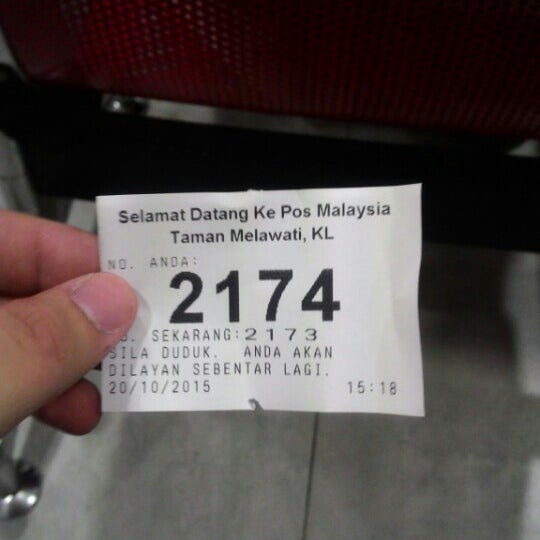 Selamat Datang Ke Pos Malaysia
Taman Melawati, KL
NO. ANDA:
2174
SEKARANG:2173
SILA DUDUK. ANDA AKAN
DILAYAN SEBENTAR LAGI.
20/10/2015 15:18